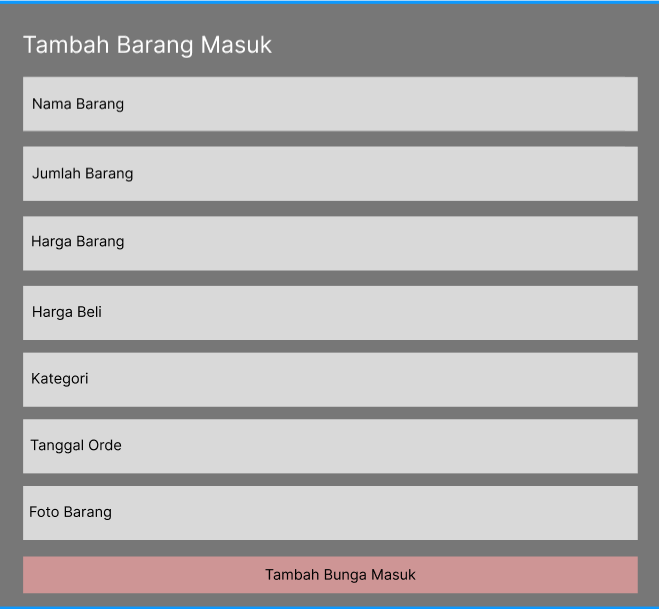 Tambah Barang Masuk
Nama Barang
Jumlah Barang
Harga Barang
Harga Beli
Kategori
Tanggal Orde
Foto Barang
Tambah Bunga Masuk